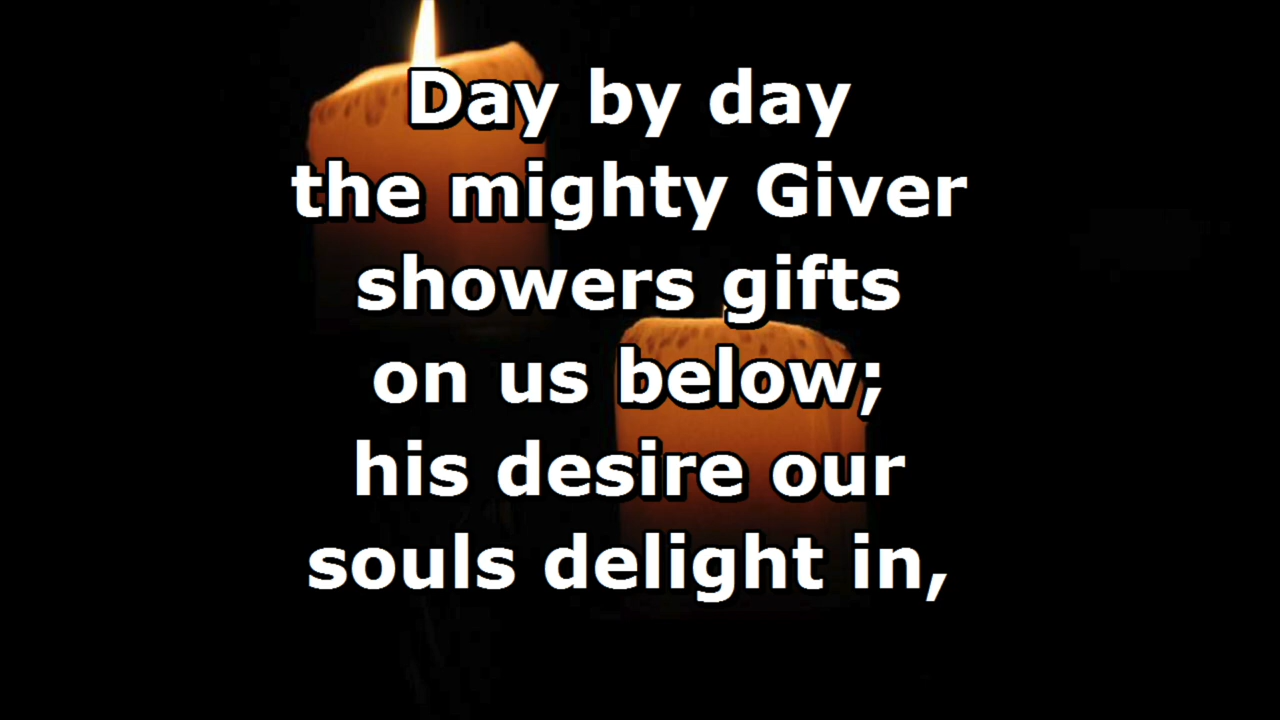 Day by day
the mighty Giver
showers gifts
on us below;
his desire our
souls delight in,